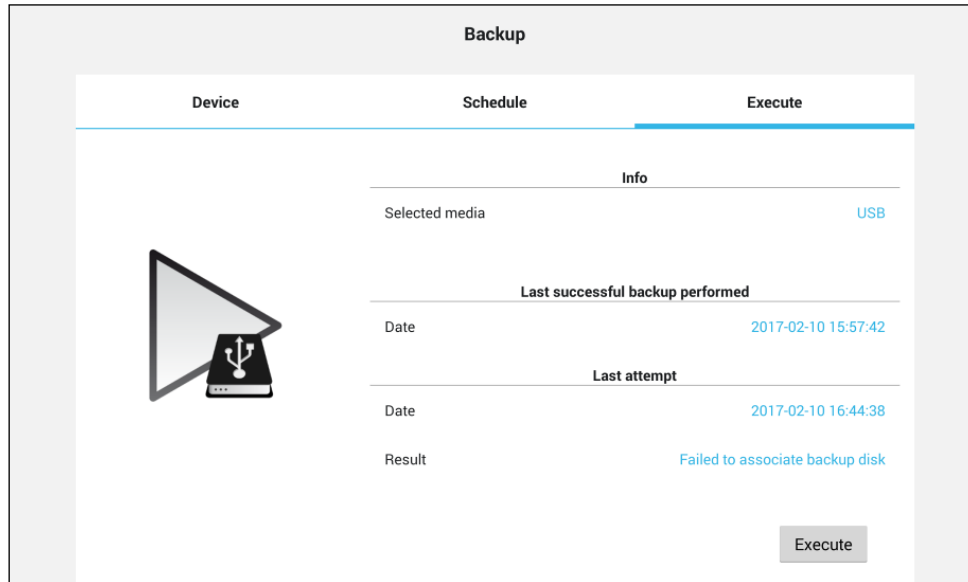 Backup
Device Schedule Execute
Info
Selected media USB
Last successful backup performed
Date 2017-02-10 15:57:42
Last attempt
Date 2017-02-10 16:44:38
Result Failed to associate backup disk
Execute